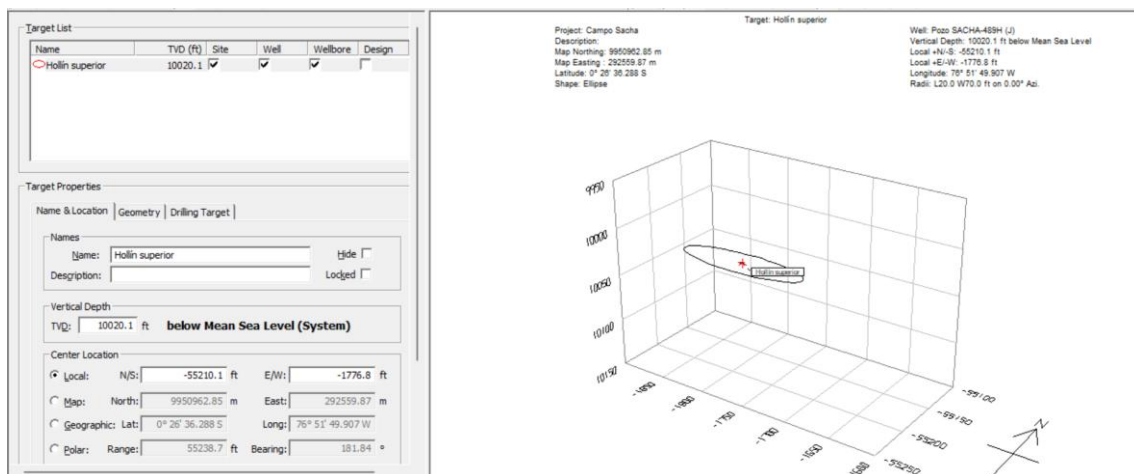 Target List
Name TVD (ft) Site Well Wellbore Design
Hollín superior 10020.1
Target Properties
Name & Location Geometry Drilling Target
Names
Name: Hollín superior Hide
Description: Locked
Vertical Depth
TVD: 10020.1 ft below Mean Sea Level (System)
Center Location
Local: N/S: -55210.1 ft E/W: -1776.8 ft
Map: North: 9950962.85 m East: 292559.87 m
Geographic: Lat: 0° 26' 36.288 S Long: 76° 51' 49.907 W
Polar: Range: 55238.7 ft Bearing: 181.84 °
Target: Hollín superior
Project: Campo Sacha
Description:
Map Northing: 9950962.85 m
Map Easting : 292559.87 m
Latitude: 0° 26' 36.288 S
Shape: Ellipse
Well: Pozo SACHA-489H (J)
Vertical Depth: 10020.1 ft below Mean Sea Level
Local +N/-S: -55210.1 ft
Local +E/-W: -1776.8 ft
Longitude: 76° 51' 49.907 W
Radii: L20.0 W70.0 ft on 0.00° Azi.
9950
10000
10050
10100
10150
Hollín superior
-1800
-1750
-1700
-1650
-55100
-55150
-55200
-55250